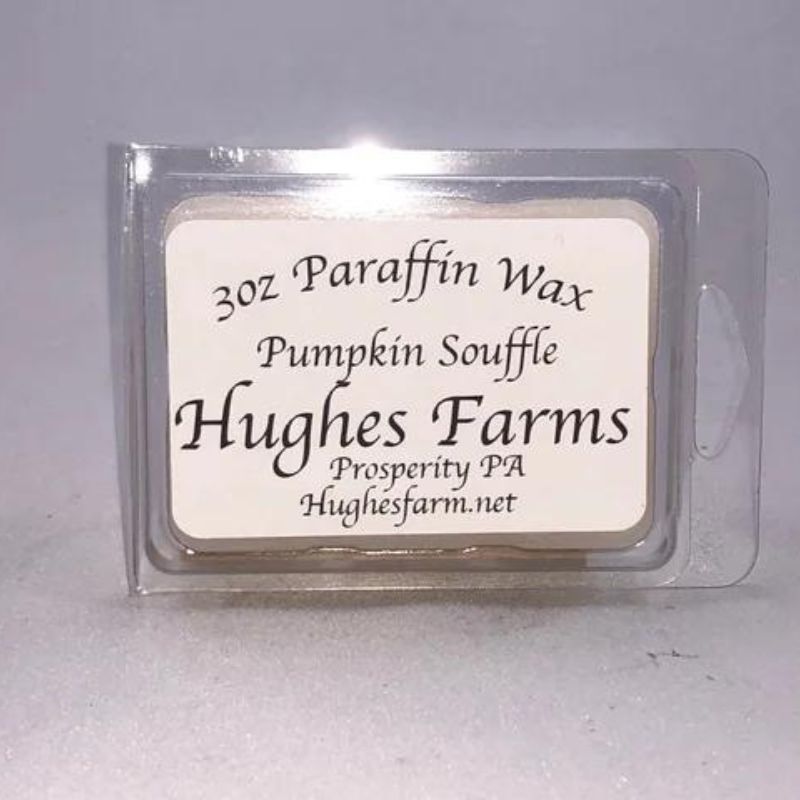 3oz Paraffin Wax
Pumpkin Souffle
Hughes Farms
Prosperity PA
Hughesfarm.net